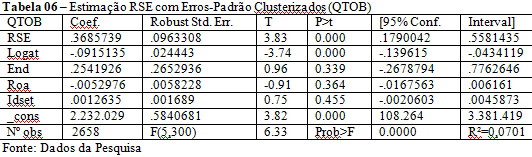 Tabela 06 – Estimação RSE com Erros-Padrão Clusterizados (QTOB)
QTOB Coef. Robust Std. Err. T P>t [95% Conf. Interval]
RSE .3685739 .0963308 3.83 0.000 .1790042 .5581435
Logat -.0915135 .024443 -3.74 0.000 -.139615 -.0434119
End .2541926 .2652936 0.96 0.339 -.2678794 .7762646
Roa -.0052976 .0058228 -0.91 0.364 -.0167563 .006161
Idset .0012635 .001689 0.75 0.455 -.0020603 .0045873
_cons 2.232.029 .5840681 3.82 0.000 108.264 3.381.419
Nº obs 2658 F(5,300) 6.33 Prob>F 0.0000 R²=0,0701
Fonte: Dados da Pesquisa